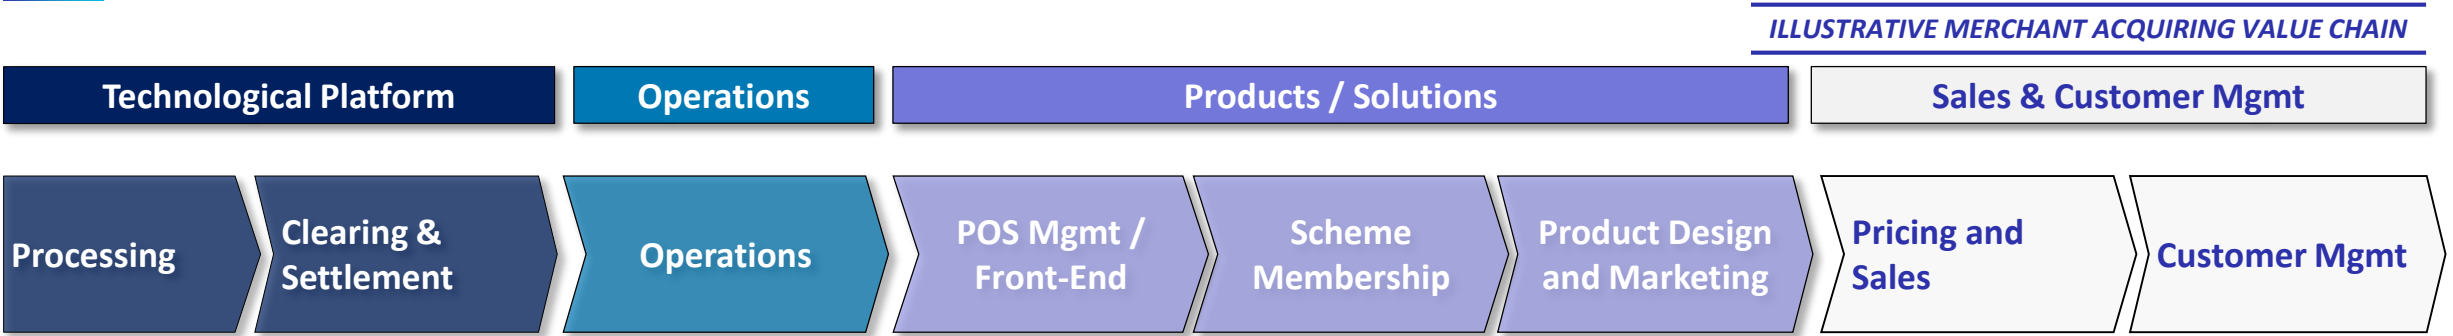 ILLUSTRATIVE MERCHANT ACQUIRING VALUE CHAIN
Technological Platform
Operations
Products / Solutions
Sales & Customer Mgmt
Processing
Clearing &
Settlement
Operations
POS Mgmt /
Front-End
Scheme
Membership
Product Design
and Marketing
Pricing and
Sales
Customer Mgmt